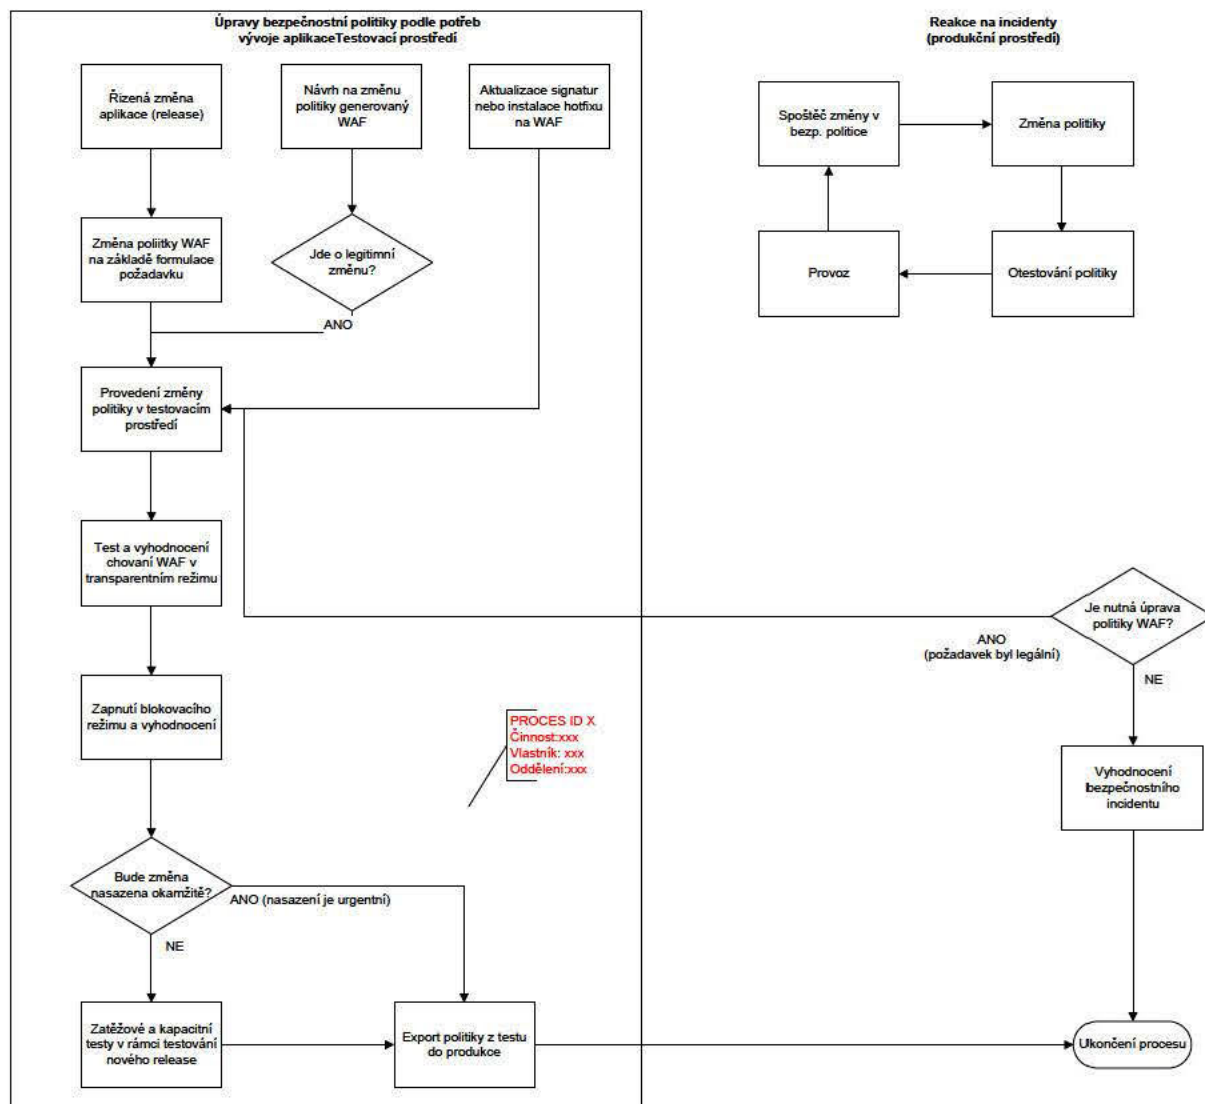 Úpravy bezpečnostní politiky podle potřeb
vývoje aplikaceTestovací prostředí
Reakce na incidenty
(produkční prostředí)
Řízená změna
aplikace (release)
Návrh na změnu
politiky generovaný
WAF
Aktualizace signatur
nebo instalace hotfixu
na WAF
Spoštěč změny v
bezp. politice
Změna politiky
Změna poliitky WAF
na základě formulace
požadavku
Jde o legitimní
změnu?
Provoz
Otestování politiky
ANO
Provedení změny
politiky v testovacím
prostředí
Test a vyhodnocení
chovaní WAF v
transparentním režimu
Je nutná úprava
politiky WAF?
ANO
(požadavek byl legální)
NE
Zapnutí blokovacího
režimu a vyhodnocení
PROCES ID X
Činnost:xxx
Vlastník: xxx
Oddělení:xxx
Vyhodnocení
bezpečnostního
incidentu
Bude změna
nasazena okamžitě?
ANO (nasazení je urgentní)
NE
Zatěžové a kapacitní
testy v rámci testování
nového release
Export politiky z testu
do produkce
Ukončení procesu